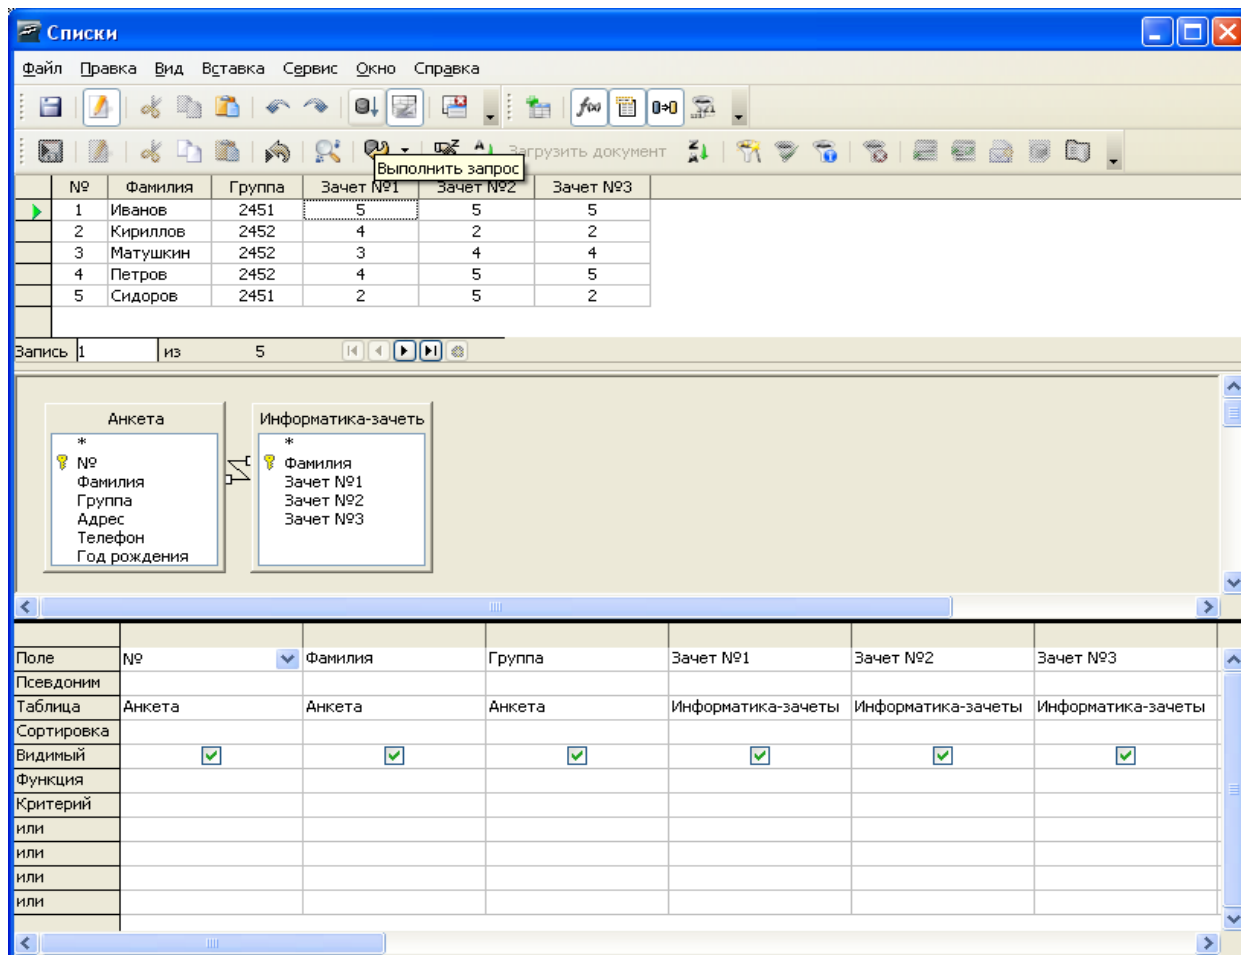 Списки
Файл Правка Вид Вставка Сервис Окно Справка
f(x)
Загрузить документ
Выполнить запрос
№ Фамилия Группа Зачет №1 Зачет №2 Зачет №3
1 Иванов 2451 5 5 5
2 Кириллов 2452 4 2 2
3 Матушкин 2452 3 4 4
4 Петров 2452 4 5 5
5 Сидоров 2451 2 5 2
Запись 1 из 5
Анкета
*
№
Фамилия
Группа
Адрес
Телефон
Год рождения
Информатика-зачеть
*
Фамилия
Зачет №1
Зачет №2
Зачет №3
Поле № Фамилия Группа Зачет №1 Зачет №2 Зачет №3
Псевдоним
Таблица Анкета Анкета Анкета Информатика-зачеты Информатика-зачеты Информатика-зачеты
Сортировка
Видимый
Функция
Критерий
или
или
или
или